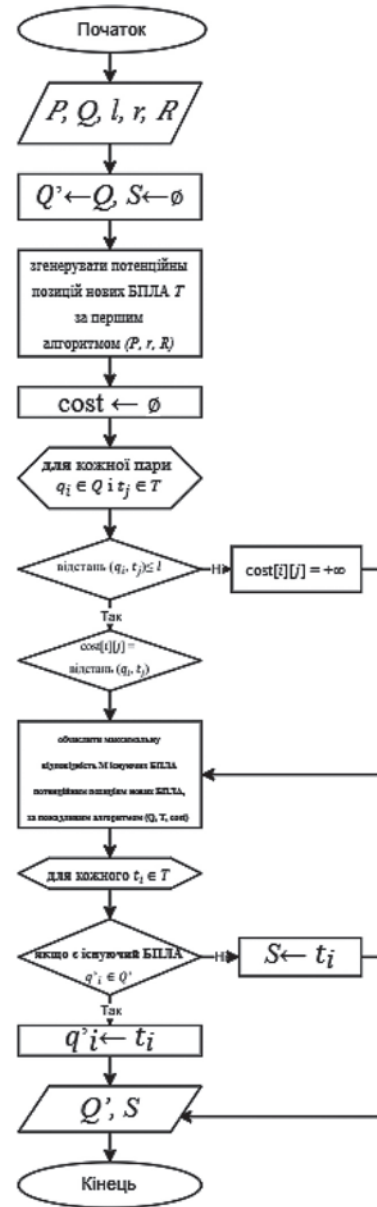 Початок
P, Q, l, r, R
Q’←Q, S←∅
згенерувати потенційны
позицій нових БПЛА T
за першим
алгоритмом (P, r, R)
cost ← ∅
для кожної пари
qᵢ ∈ Q і tⱼ ∈ T
відстань (qᵢ, tⱼ)≤ l
Ні
cost[i][j] = +∞
Так
cost[i][j] =
відстань (qᵢ, tⱼ)
обчислити максимальну
відповідність M існуючих БПЛА
потенційним позиціям нових БПЛА,
за алгоритмом (Q, T, cost)
для кожного tᵢ ∈ T
якщо є існуючий БПЛА
q’ᵢ ∈ Q’
Ні
S← tᵢ
Так
q’i← tᵢ
Q’, S
Кінець